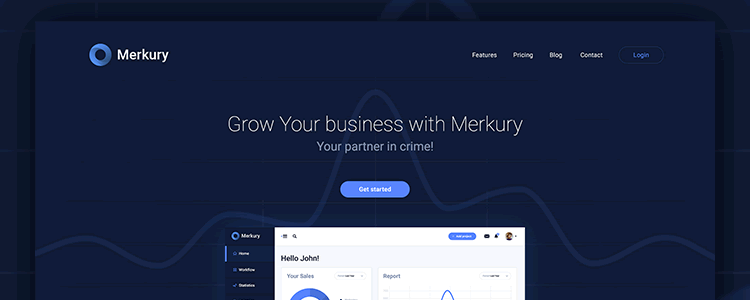 Merkury
Features Pricing Blog Contact Login
Grow Your business with Merkury
Your partner in crime!
Get started
Merkury
Home
Hello John!
Workflow
Your Sales
Report
Statistics